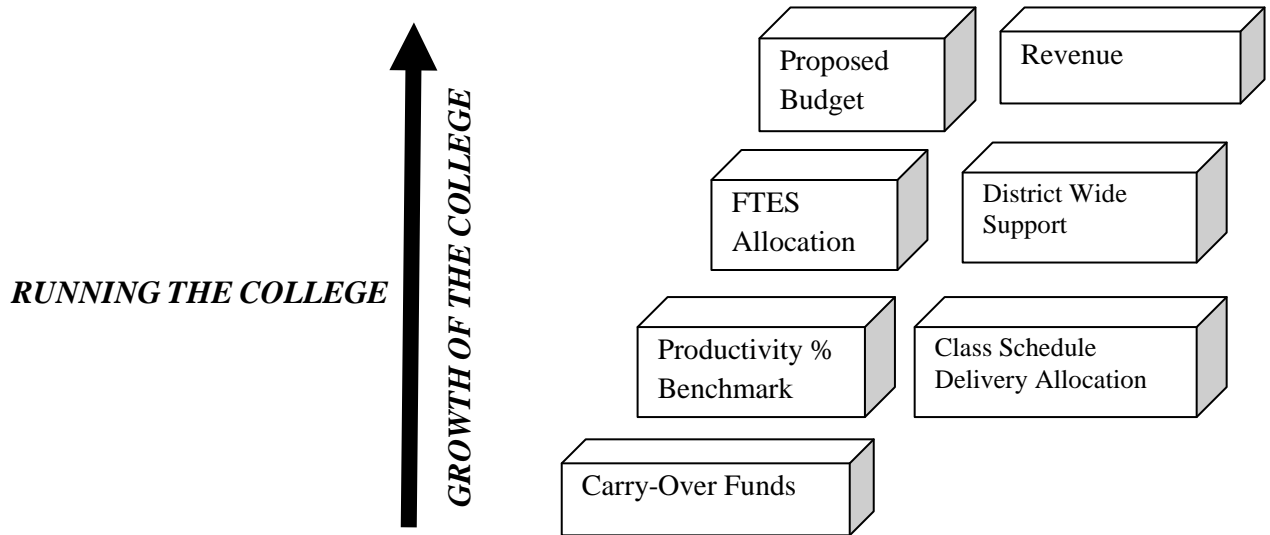 Proposed
Budget
Revenue
FTES
Allocation
District Wide
Support
RUNNING THE COLLEGE
GROWTH OF THE COLLEGE
Productivity %
Benchmark
Class Schedule
Delivery Allocation
Carry-Over Funds